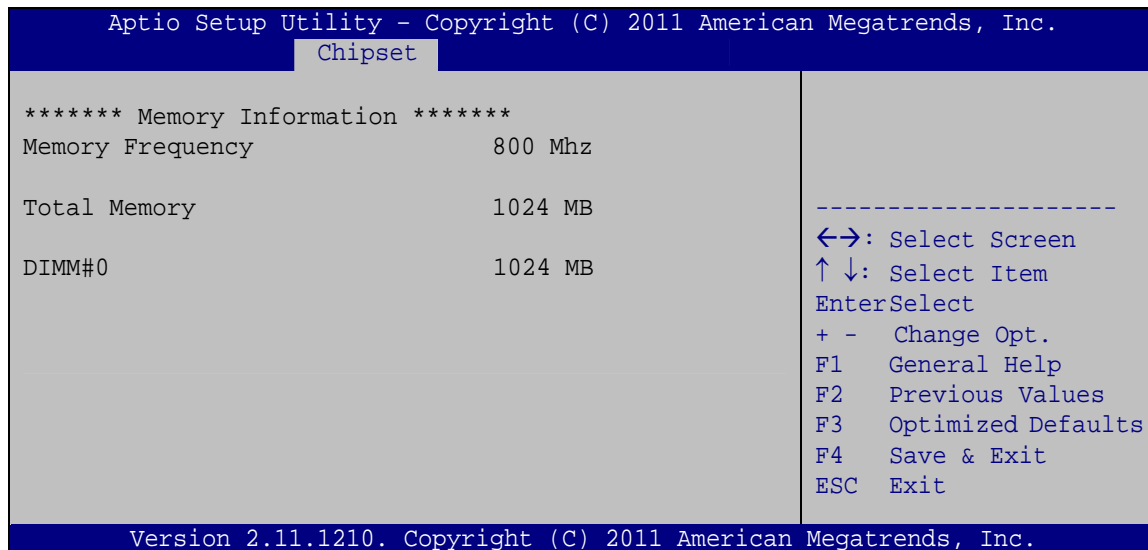 Aptio Setup Utility – Copyright (C) 2011 American Megatrends, Inc.
Chipset
******* Memory Information *******
Memory Frequency 800 Mhz
Total Memory 1024 MB
DIMM#0 1024 MB
---------------------
←→: Select Screen
↑ ↓: Select Item
EnterSelect
+ - Change Opt.
F1 General Help
F2 Previous Values
F3 Optimized Defaults
F4 Save & Exit
ESC Exit
Version 2.11.1210. Copyright (C) 2011 American Megatrends, Inc.